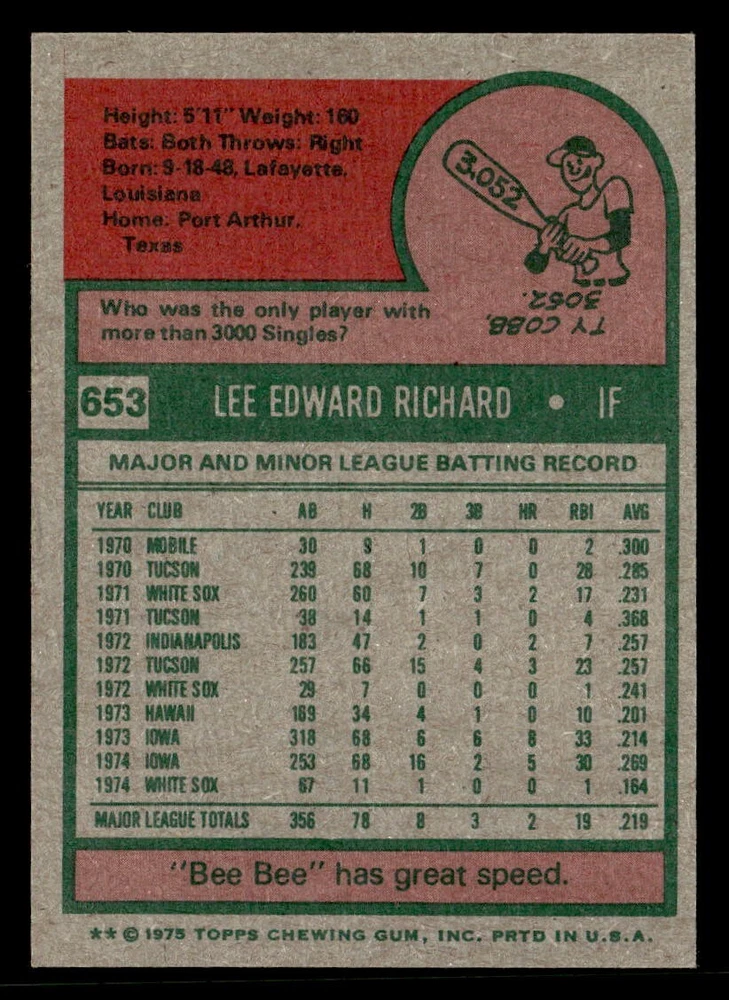 Height: 5'11" Weight: 160
Bats: Both Throws: Right
Born: 9-18-48, Lafayette,
Louisiana
Home: Port Arthur,
Texas
3,052
TY COBB,
3052.
Who was the only player with
more than 3000 Singles?
653 LEE EDWARD RICHARD • IF
MAJOR AND MINOR LEAGUE BATTING RECORD
YEAR CLUB AB H 2B 3B HR RBI AVG
1970 MOBILE 30 9 1 0 0 2 .300
1970 TUCSON 239 68 10 7 0 28 .285
1971 WHITE SOX 260 60 7 3 2 17 .231
1971 TUCSON 38 14 1 1 0 4 .368
1972 INDIANAPOLIS 183 47 2 0 2 7 .257
1972 TUCSON 257 66 15 4 3 23 .257
1972 WHITE SOX 29 7 0 0 0 1 .241
1973 HAWAII 169 34 4 1 0 10 .201
1973 IOWA 318 68 6 6 8 33 .214
1974 IOWA 253 68 16 2 5 30 .269
1974 WHITE SOX 67 11 1 0 0 1 .164
MAJOR LEAGUE TOTALS 356 78 8 3 2 19 .219
"Bee Bee" has great speed.
** © 1975 TOPPS CHEWING GUM, INC. PRTD IN U.S.A.